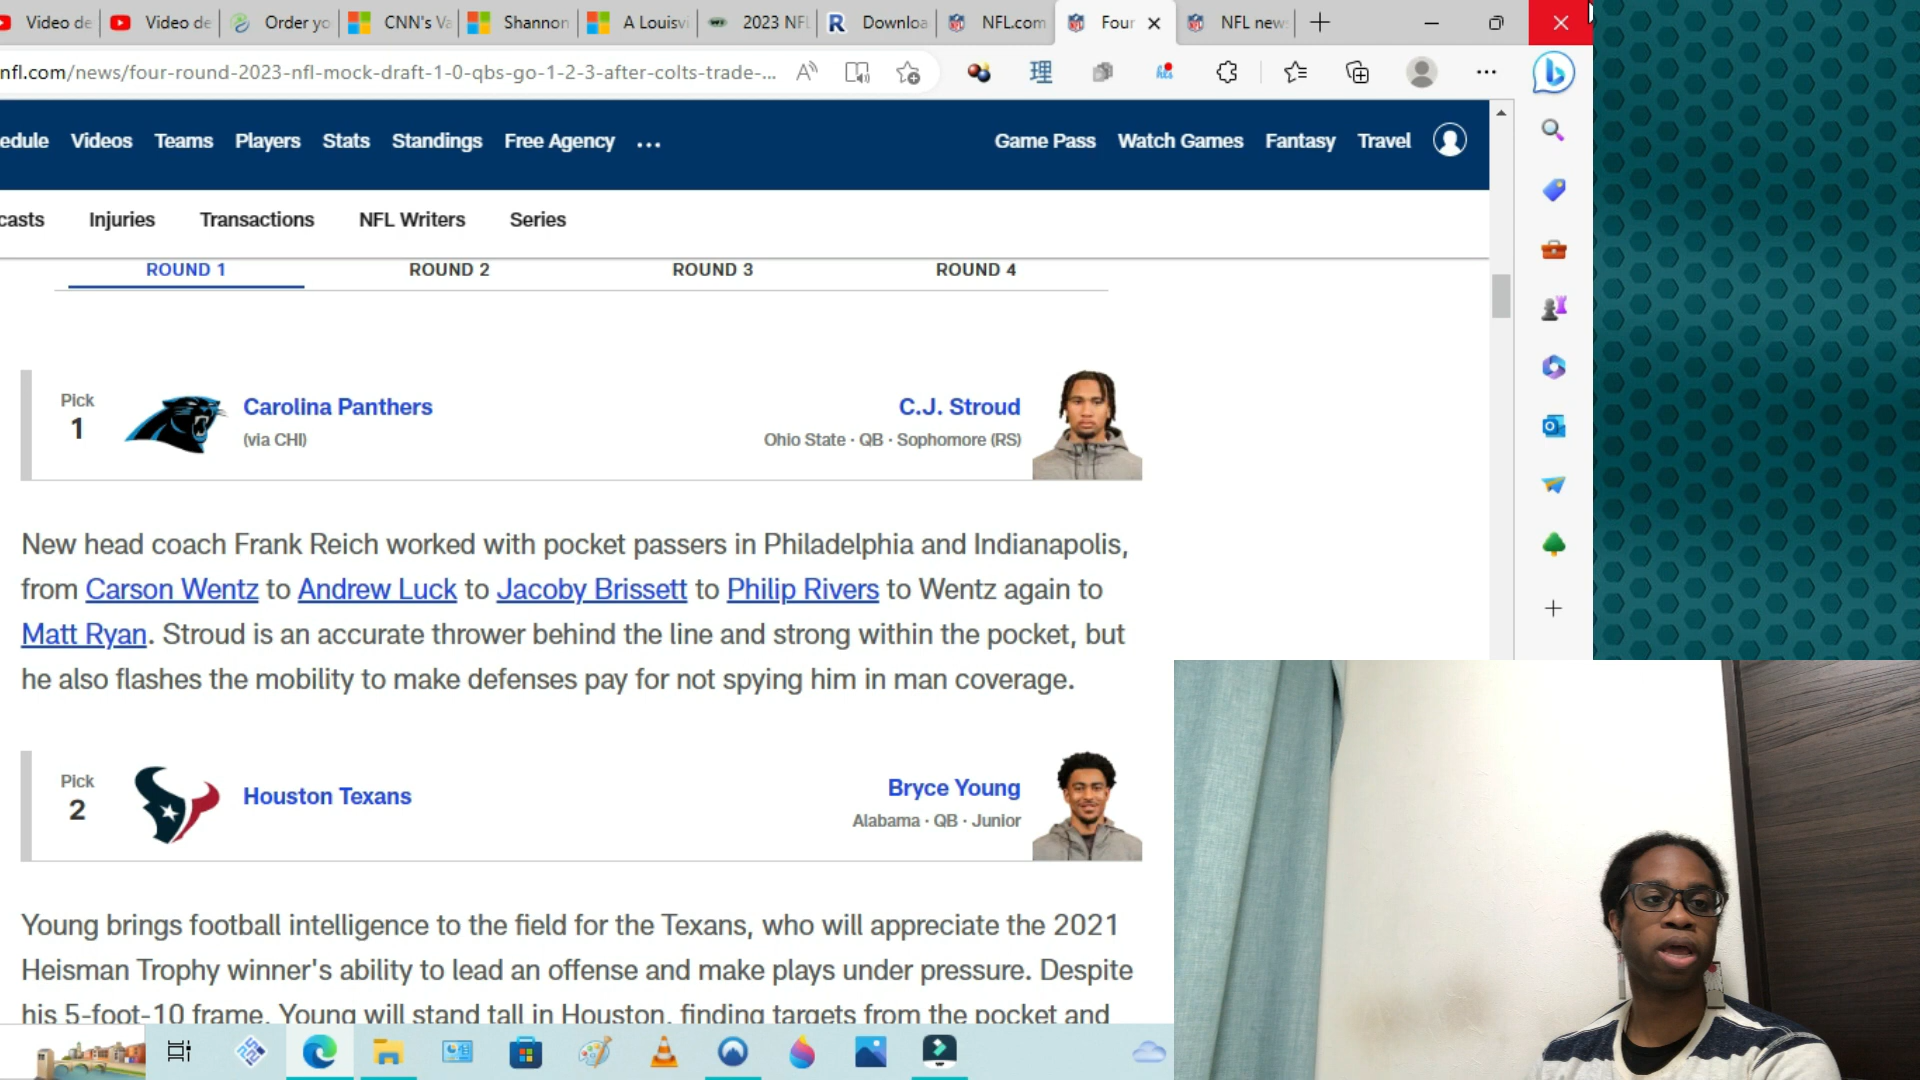 Video de
Video de
Order yo
CNN's Va
Shannon
A Louisvi
2023 NFL
Downloa
NFL.com
Four
NFL new
nfl.com/news/four-round-2023-nfl-mock-draft-1-0-qbs-go-1-2-3-after-colts-trade-...
edule Videos Teams Players Stats Standings Free Agency ...
Game Pass Watch Games Fantasy Travel
casts Injuries Transactions NFL Writers Series
ROUND 1 ROUND 2 ROUND 3 ROUND 4
Pick
1
Carolina Panthers
(via CHI)
C.J. Stroud
Ohio State · QB · Sophomore (RS)
New head coach Frank Reich worked with pocket passers in Philadelphia and Indianapolis,
from Carson Wentz to Andrew Luck to Jacoby Brissett to Philip Rivers to Wentz again to
Matt Ryan. Stroud is an accurate thrower behind the line and strong within the pocket, but
he also flashes the mobility to make defenses pay for not spying him in man coverage.
Pick
2
Houston Texans
Bryce Young
Alabama · QB · Junior
Young brings football intelligence to the field for the Texans, who will appreciate the 2021
Heisman Trophy winner's ability to lead an offense and make plays under pressure. Despite
his 5-foot-10 frame, Young will stand tall in Houston, finding targets from the pocket and